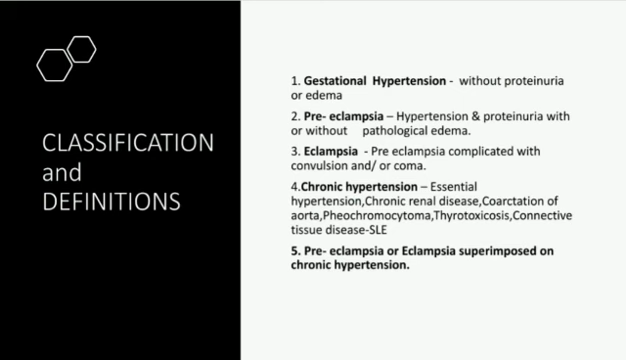 CLASSIFICATION
and
DEFINITIONS
1. Gestational Hypertension - without proteinuria
or edema
2. Pre- eclampsia – Hypertension & proteinuria with
or without pathological edema.
3. Eclampsia - Pre eclampsia complicated with
convulsion and/ or coma.
4.Chronic hypertension – Essential
hypertension,Chronic renal disease,Coarctation of
aorta,Pheochromocytoma,Thyrotoxicosis,Connective
tissue disease-SLE
5. Pre- eclampsia or Eclampsia superimposed on
chronic hypertension.